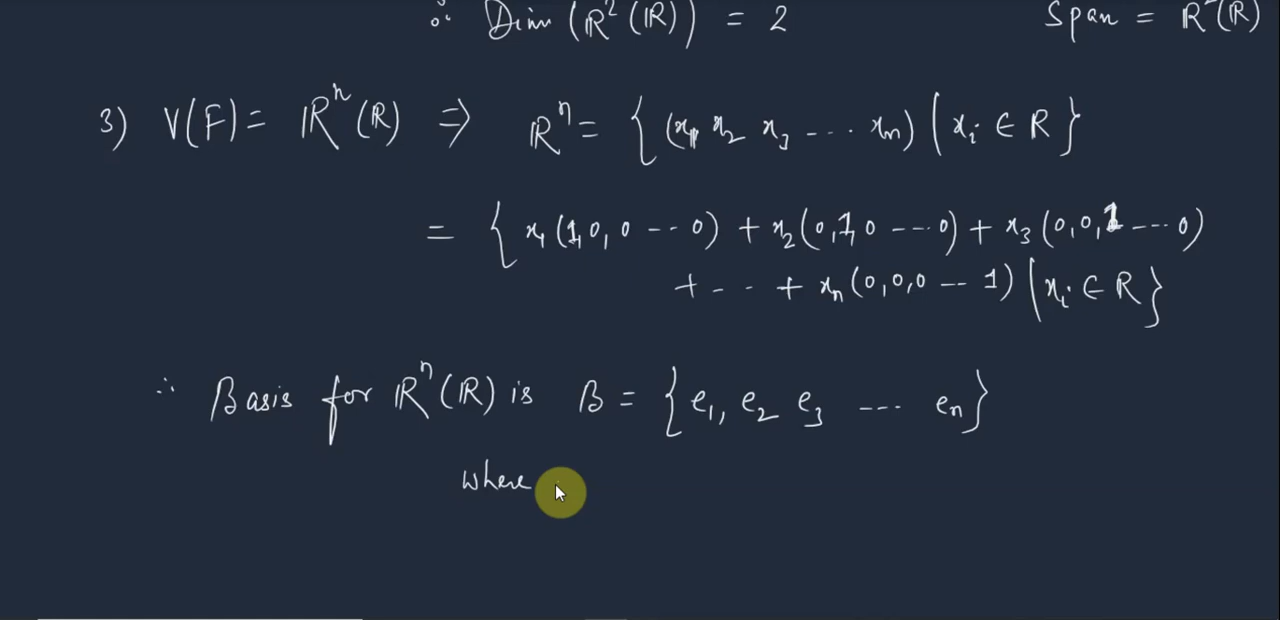 ∴ Dim (ℝ²(ℝ)) = 2 Span = ℝ²(ℝ)
3) V(F) = ℝⁿ(ℝ) ⇒ ℝⁿ = { (x₁ x₂ x₃ ---- xₙ) | xᵢ ∈ R }
= { x₁ (1,0,0 --- 0) + x₂ (0,1,0 ---- 0) + x₃ (0,0,1 ---- 0)
+ - - + xₙ (0,0,0 -- 1) | xᵢ ∈ R }
∴ Basis for ℝⁿ(ℝ) is B = { e₁, e₂ e₃ --- eₙ }
where